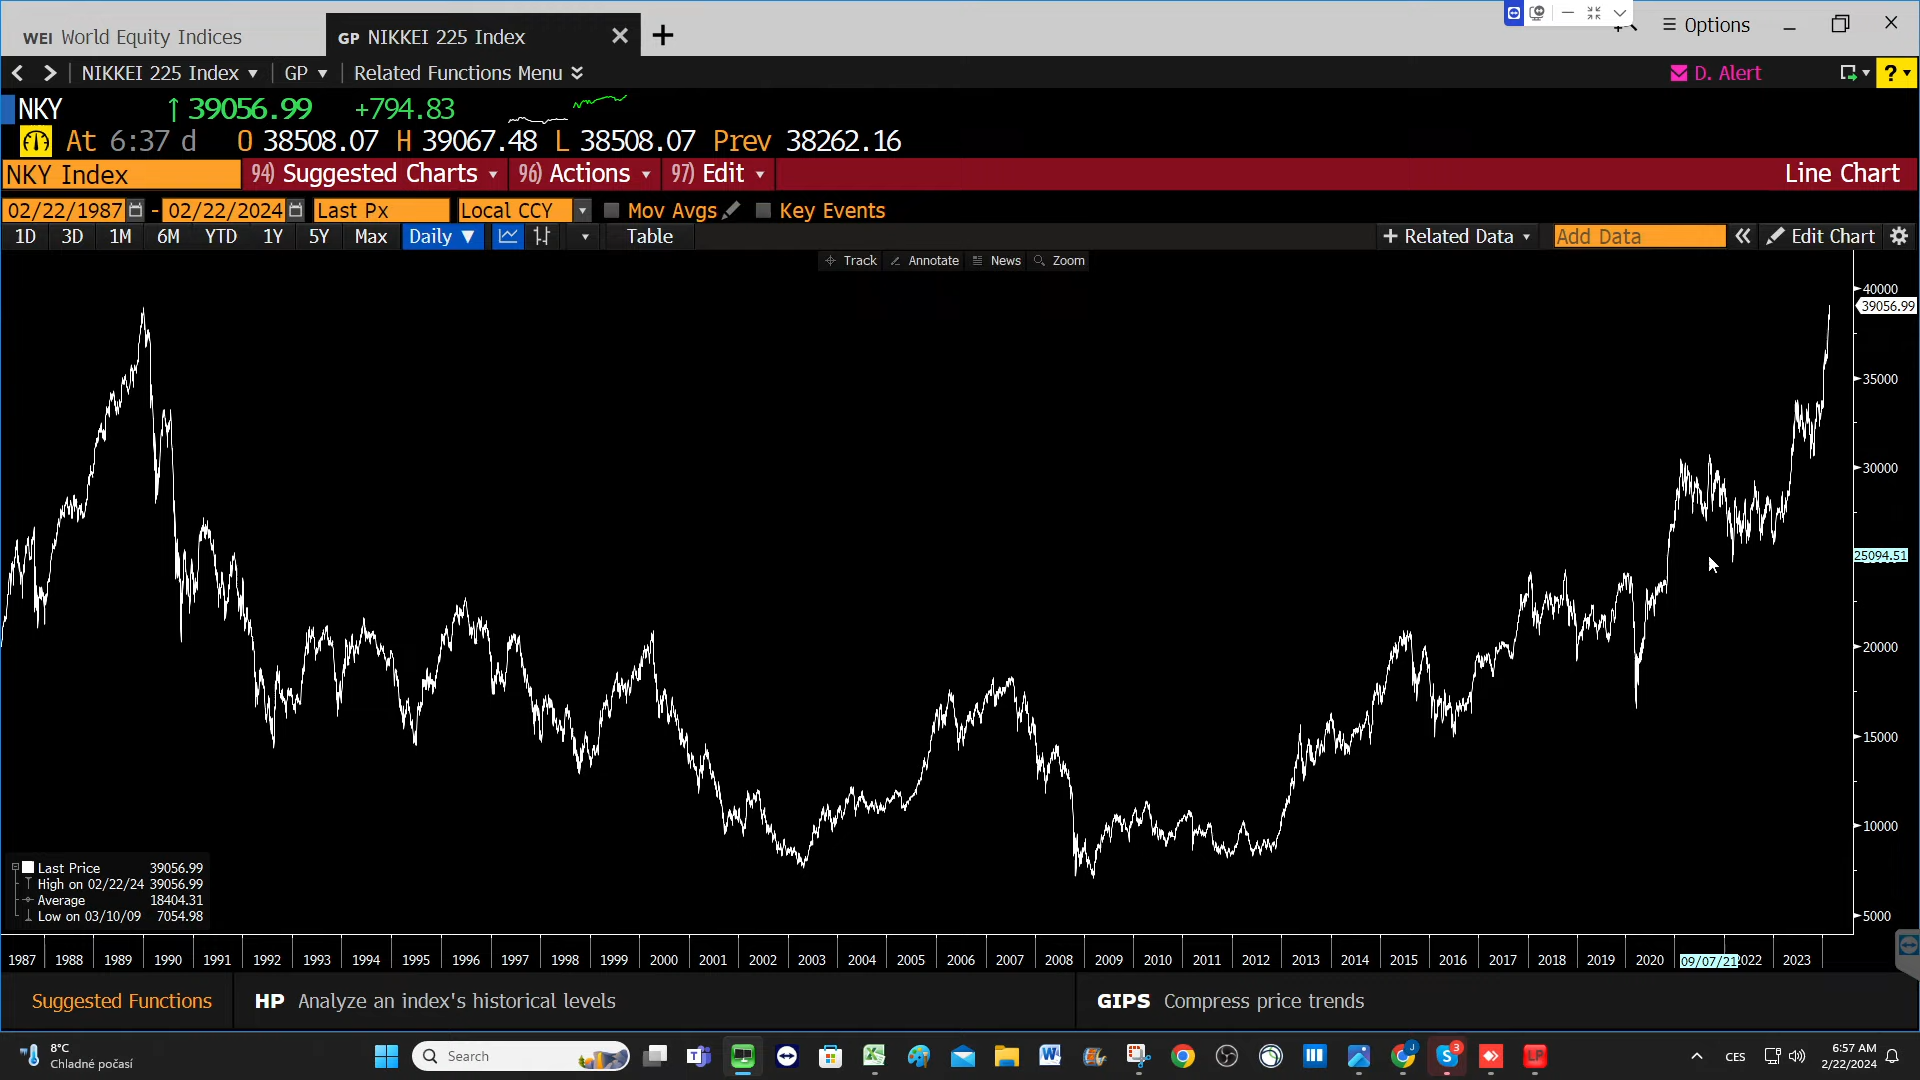 WEI World Equity Indices
GP NIKKEI 225 Index
Options
NIKKEI 225 Index GP Related Functions Menu
D. Alert
?
NKY ↑ 39056.99 +794.83
At 6:37 d O 38508.07 H 39067.48 L 38508.07 Prev 38262.16
NKY Index 94) Suggested Charts 96) Actions 97) Edit Line Chart
02/22/1987 - 02/22/2024 Last Px Local CCY Mov Avgs Key Events
1D 3D 1M 6M YTD 1Y 5Y Max Daily ▼ Table + Related Data Add Data « Edit Chart
Track Annotate News Zoom
40000
39056.99
35000
30000
25094.51
20000
15000
10000
5000
Last Price 39056.99
High on 02/22/24 39056.99
Average 18404.31
Low on 03/10/09 7054.98
1987 1988 1989 1990 1991 1992 1993 1994 1995 1996 1997 1998 1999 2000 2001 2002 2003 2004 2005 2006 2007 2008 2009 2010 2011 2012 2013 2014 2015 2016 2017 2018 2019 2020 09/07/21 2022 2023
Suggested Functions HP Analyze an index's historical levels GIPS Compress price trends
8°C
Chladné počasí
Search
3
CES
6:57 AM
2/22/2024